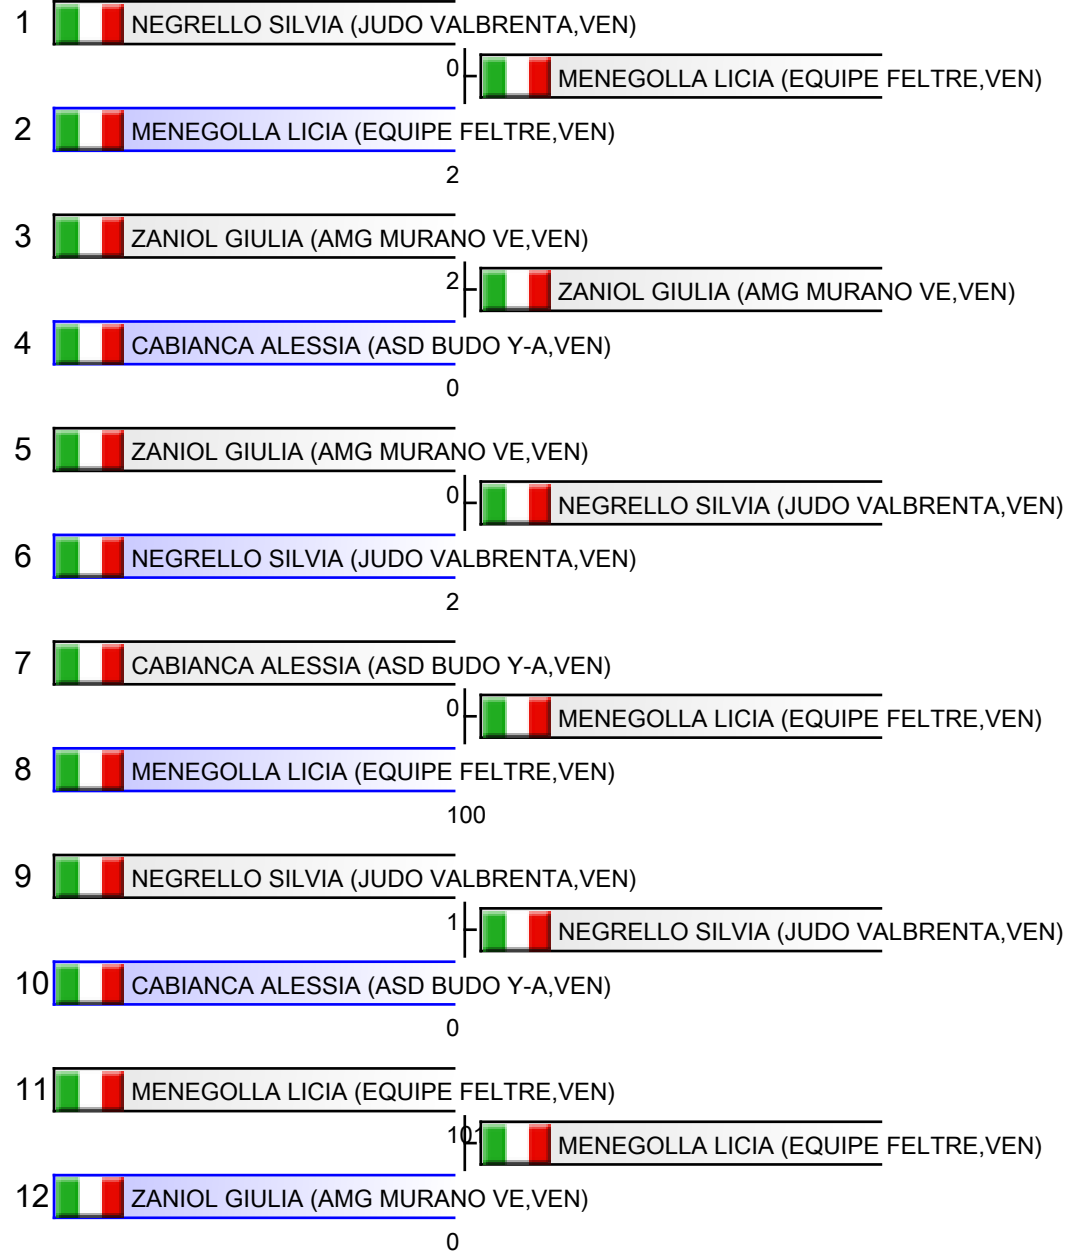 1 NEGRELLO SILVIA (JUDO VALBRENTA,VEN)
0 MENEGOLLA LICIA (EQUIPE FELTRE,VEN)
2 MENEGOLLA LICIA (EQUIPE FELTRE,VEN)
2
3 ZANIOL GIULIA (AMG MURANO VE,VEN)
2 ZANIOL GIULIA (AMG MURANO VE,VEN)
4 CABIANCA ALESSIA (ASD BUDO Y-A,VEN)
0
5 ZANIOL GIULIA (AMG MURANO VE,VEN)
0 NEGRELLO SILVIA (JUDO VALBRENTA,VEN)
6 NEGRELLO SILVIA (JUDO VALBRENTA,VEN)
2
7 CABIANCA ALESSIA (ASD BUDO Y-A,VEN)
0 MENEGOLLA LICIA (EQUIPE FELTRE,VEN)
8 MENEGOLLA LICIA (EQUIPE FELTRE,VEN)
100
9 NEGRELLO SILVIA (JUDO VALBRENTA,VEN)
1 NEGRELLO SILVIA (JUDO VALBRENTA,VEN)
10 CABIANCA ALESSIA (ASD BUDO Y-A,VEN)
0
11 MENEGOLLA LICIA (EQUIPE FELTRE,VEN)
MENEGOLLA LICIA (EQUIPE FELTRE,VEN)
12 ZANIOL GIULIA (AMG MURANO VE,VEN)
0